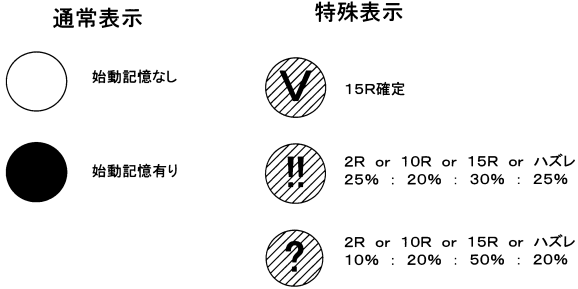 通常表示
始動記憶なし
始動記憶有り
特殊表示
V
15R確定
!!
2R or 10R or 15R or ハズレ
25% : 20% : 30% : 25%
?
2R or 10R or 15R or ハズレ
10% : 20% : 50% : 20%